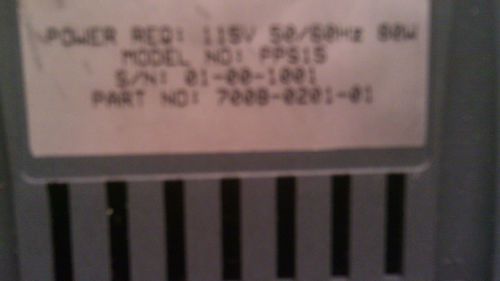 POWER REQ: 115V 50/60Hz 80W
MODEL NO: PPS15
S/N: 01-00-1001
PART NO: 7008-0201-01